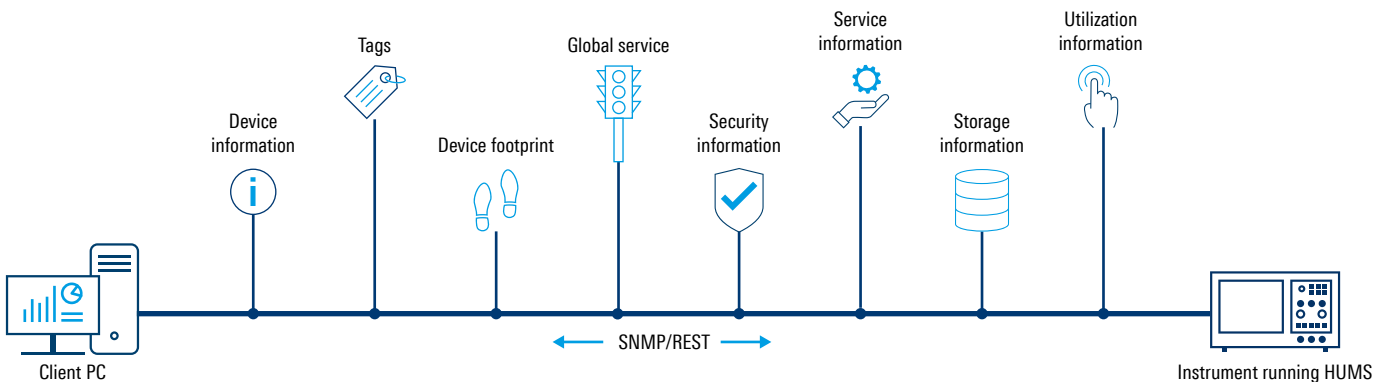 Service
information
Utilization
information
Tags
Global service
Device
information
Device footprint
Security
information
Storage
information
i
SNMP/REST
Client PC
Instrument running HUMS